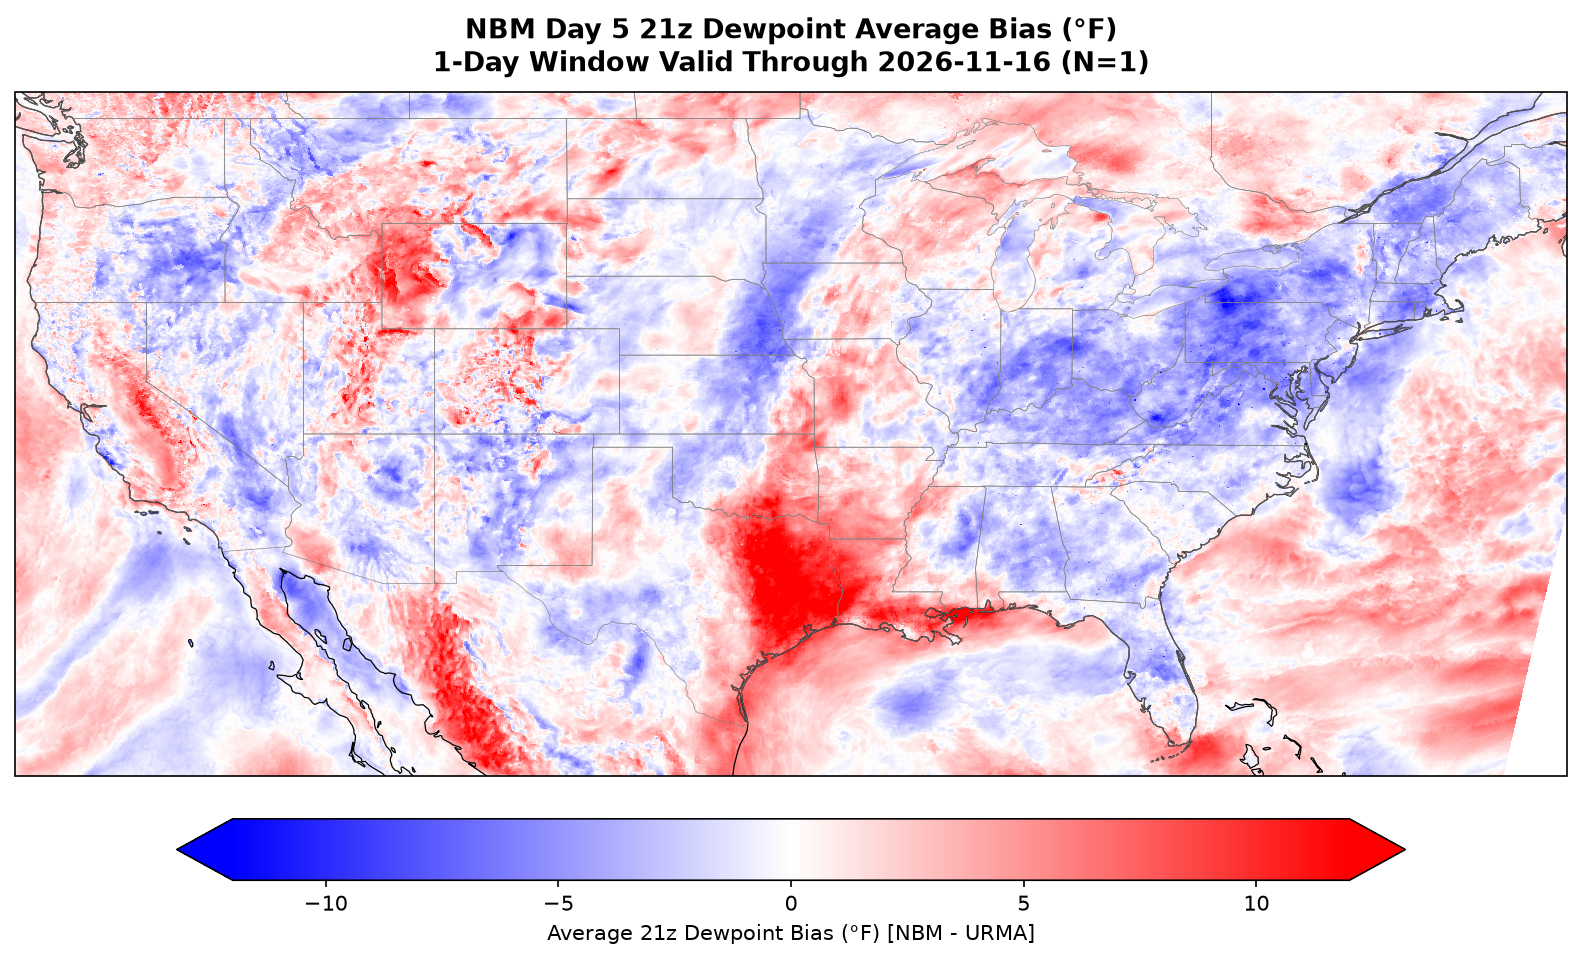 NBM Day 5 21z Dewpoint Average Bias (°F)
1-Day Window Valid Through 2026-11-16 (N=1)
−10 −5 0 5 10
Average 21z Dewpoint Bias (°F) [NBM - URMA]